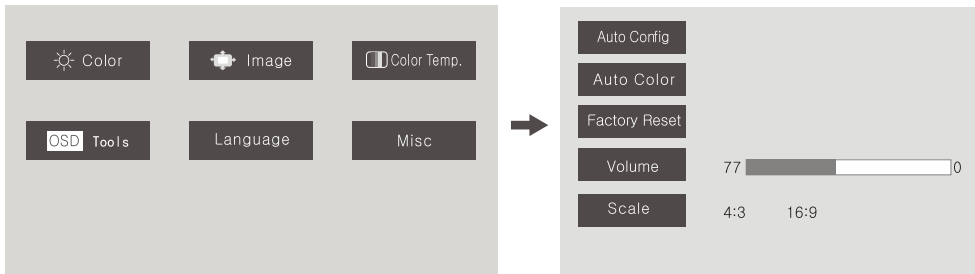 Color
Image
Color Temp.
OSD Tools
Language
Misc
Auto Config
Auto Color
Factory Reset
Volume 77 0
Scale 4:3 16:9